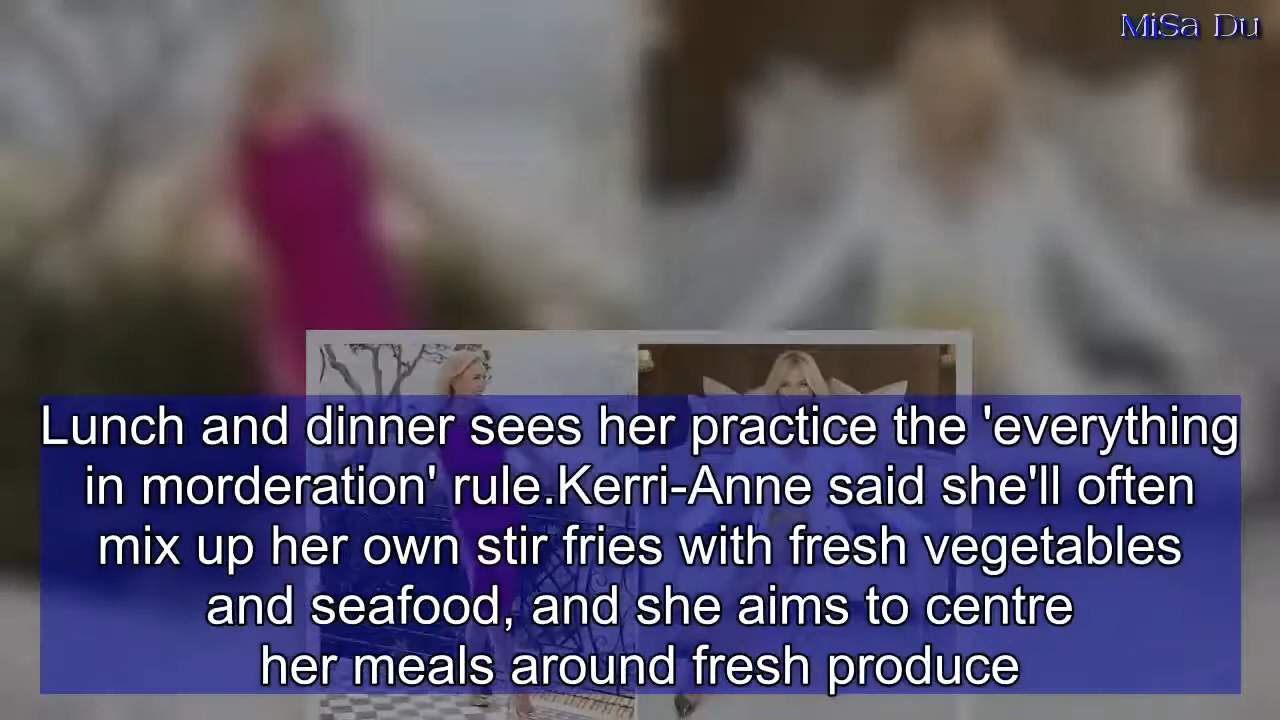 MiSa Du
Lunch and dinner sees her practice the 'everything
in morderation' rule.Kerri-Anne said she'll often
mix up her own stir fries with fresh vegetables
and seafood, and she aims to centre
her meals around fresh produce